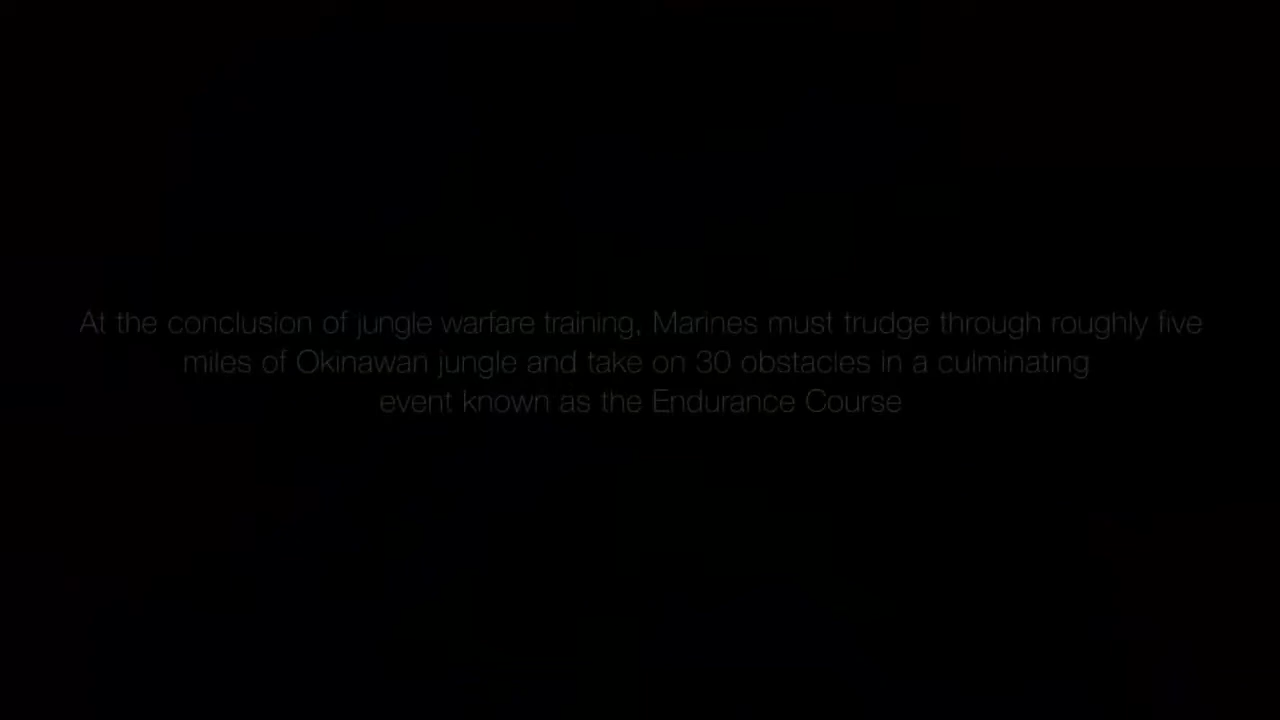 At the conclusion of jungle warfare training, Marines must trudge through roughly five
miles of Okinawan jungle and take on 30 obstacles in a culminating
event known as the Endurance Course